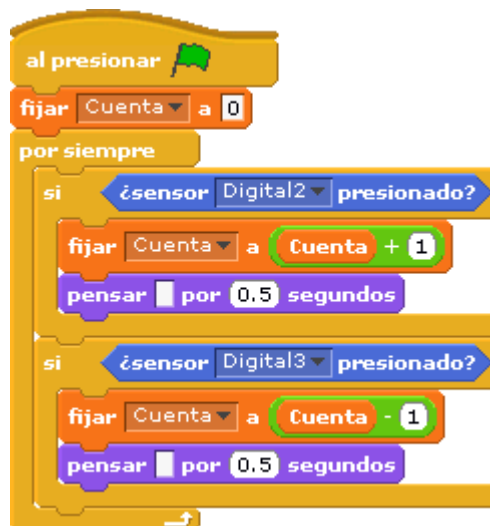 al presionar
fijar Cuenta a 0
por siempre
si ¿sensor Digital2 presionado?
fijar Cuenta a Cuenta + 1
pensar por 0.5 segundos
si ¿sensor Digital3 presionado?
fijar Cuenta a Cuenta - 1
pensar por 0.5 segundos